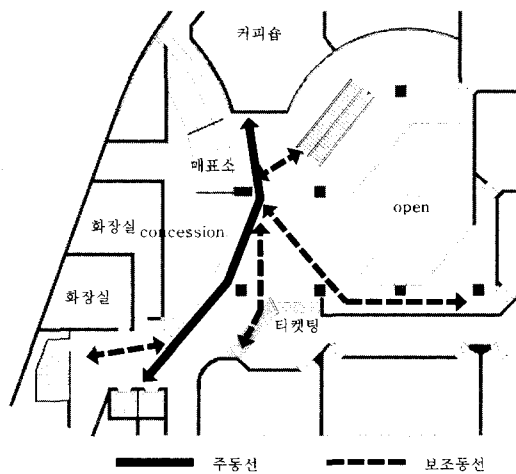 커피숍
매표소
open
화장실
concession
화장실
티켓팅
주동선
보조동선